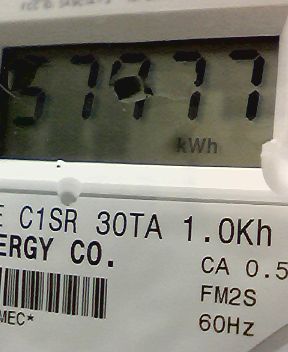 57977
kWh
E C1SR 30TA 1.0Kh
ERGY CO.
CA 0.5
FM2S
MEC*
60Hz